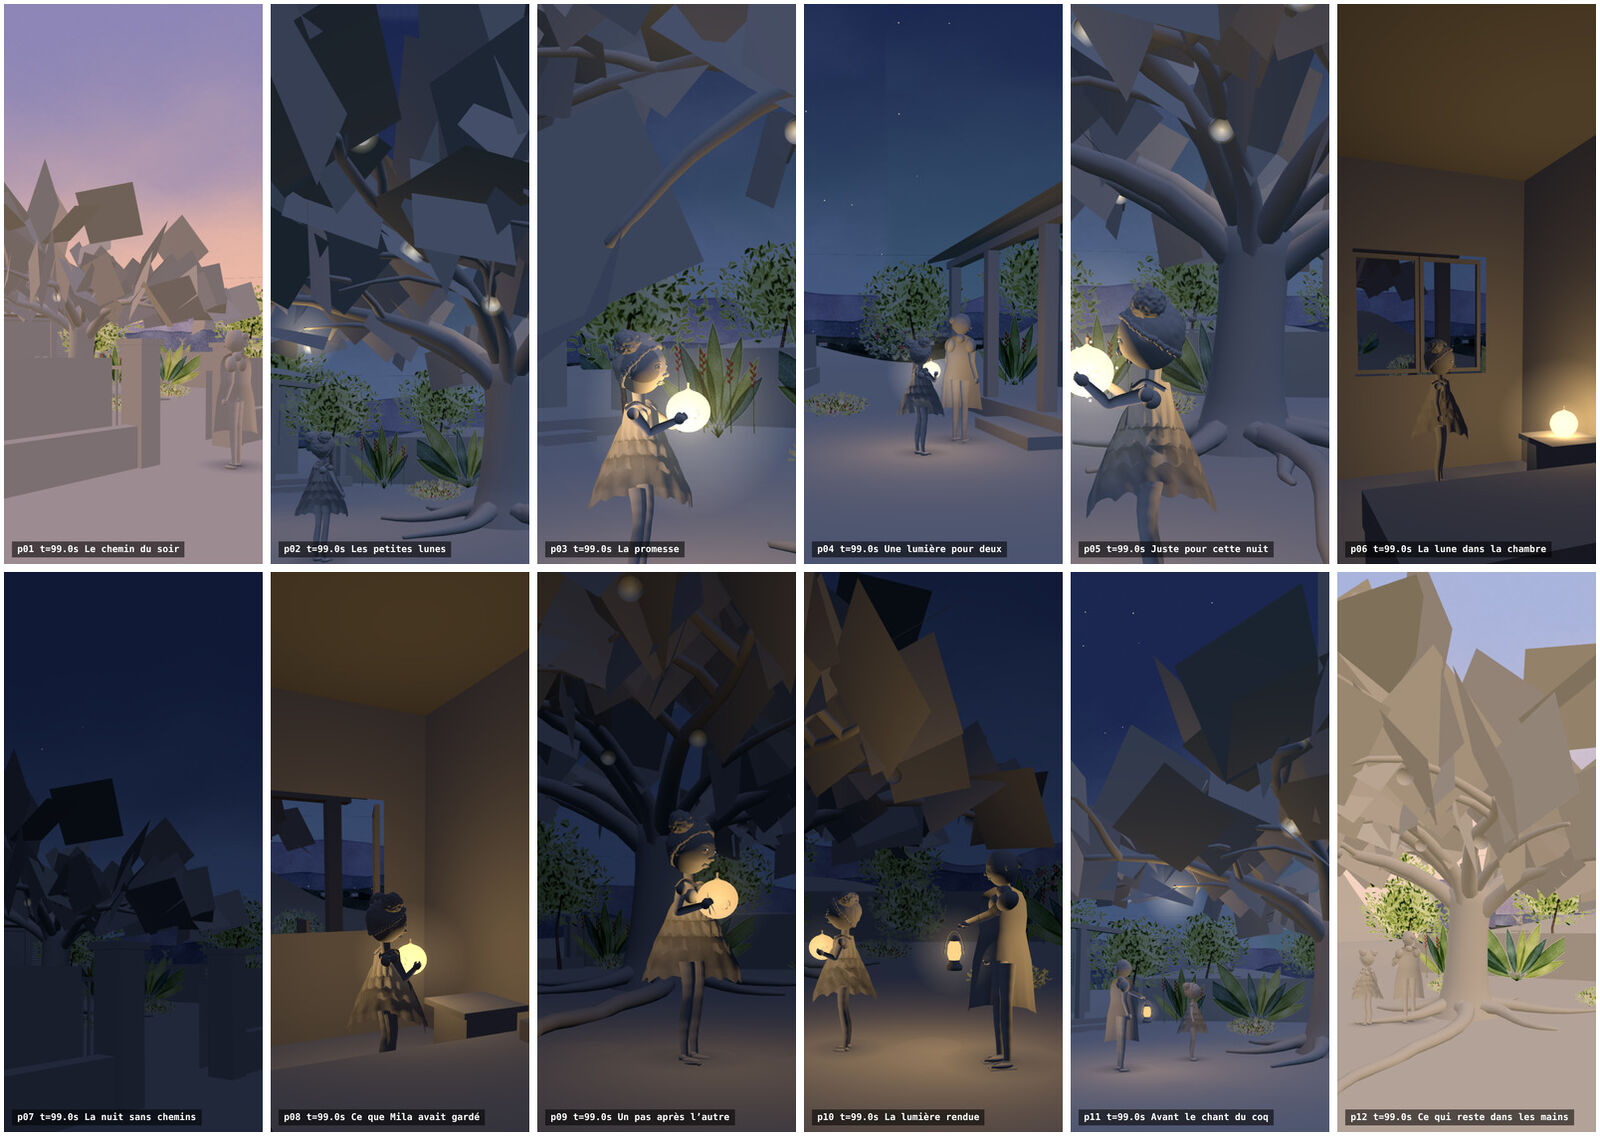 p01 t=99.0s Le chemin du soir
p02 t=99.0s Les petites lunes
p03 t=99.0s La promesse
p04 t=99.0s Une lumière pour deux
p05 t=99.0s Juste pour cette nuit
p06 t=99.0s La lune dans la chambre
p07 t=99.0s La nuit sans chemins
p08 t=99.0s Ce que Mila avait gardé
p09 t=99.0s Un pas après l’autre
p10 t=99.0s La lumière rendue
p11 t=99.0s Avant le chant du coq
p12 t=99.0s Ce qui reste dans les mains